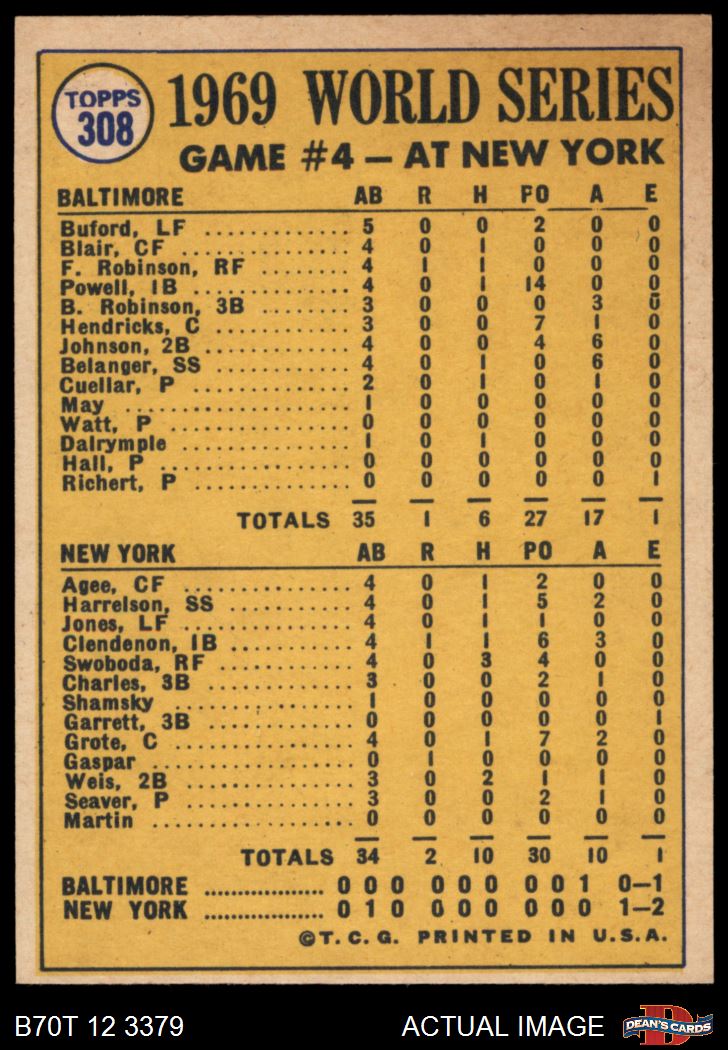 TOPPS
308
1969 WORLD SERIES
GAME #4 — AT NEW YORK
BALTIMORE AB R H PO A E
Buford, LF .............. 5 0 0 2 0 0
Blair, CF ................ 4 0 1 0 0 0
F. Robinson, RF ........ 4 1 1 0 0 0
Powell, 1B .............. 4 0 1 14 0 0
B. Robinson, 3B ........ 3 0 0 0 3 0
Hendricks, C ............ 3 0 0 7 1 0
Johnson, 2B ............. 4 0 0 4 6 0
Belanger, SS ............ 4 0 1 0 6 0
Cuellar, P .............. 2 0 1 0 1 0
May ..................... 1 0 0 0 0 0
Watt, P ................. 0 0 0 0 0 0
Dalrymple ............... 1 0 1 0 0 0
Hall, P ................. 0 0 0 0 0 0
Richert, P .............. 0 0 0 0 0 1
TOTALS 35 1 6 27 17 1
NEW YORK AB R H PO A E
Agee, CF ................ 4 0 1 2 0 0
Harrelson, SS ........... 4 0 1 5 2 0
Jones, LF ............... 4 0 1 1 0 0
Clendenon, 1B ........... 4 1 1 6 3 0
Swoboda, RF ............. 4 0 3 4 0 0
Charles, 3B ............. 3 0 0 2 1 0
Shamsky ................. 1 0 0 0 0 0
Garrett, 3B ............. 0 0 0 0 0 1
Grote, C ................ 4 0 1 7 2 0
Gaspar .................. 0 1 0 0 0 0
Weis, 2B ................ 3 0 2 1 1 0
Seaver, P ............... 3 0 0 2 1 0
Martin .................. 0 0 0 0 0 0
TOTALS 34 2 10 30 10 1
BALTIMORE ................. 0 0 0 0 0 0 0 0 1 0—1
NEW YORK ................. 0 1 0 0 0 0 0 0 0 1—2
©T.C.G. PRINTED IN U.S.A.
B70T 12 3379 ACTUAL IMAGE
D
DEAN'S CARDS